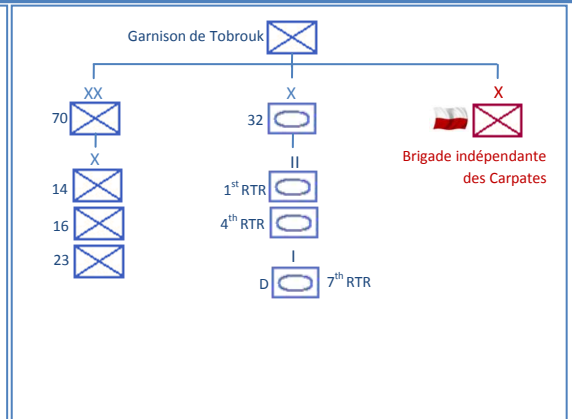 Garnison de Tobrouk
XX
70
X
14
16
23
X
32
II
1st RTR
4th RTR
I
D 7th RTR
X
Brigade indépendante
des Carpates